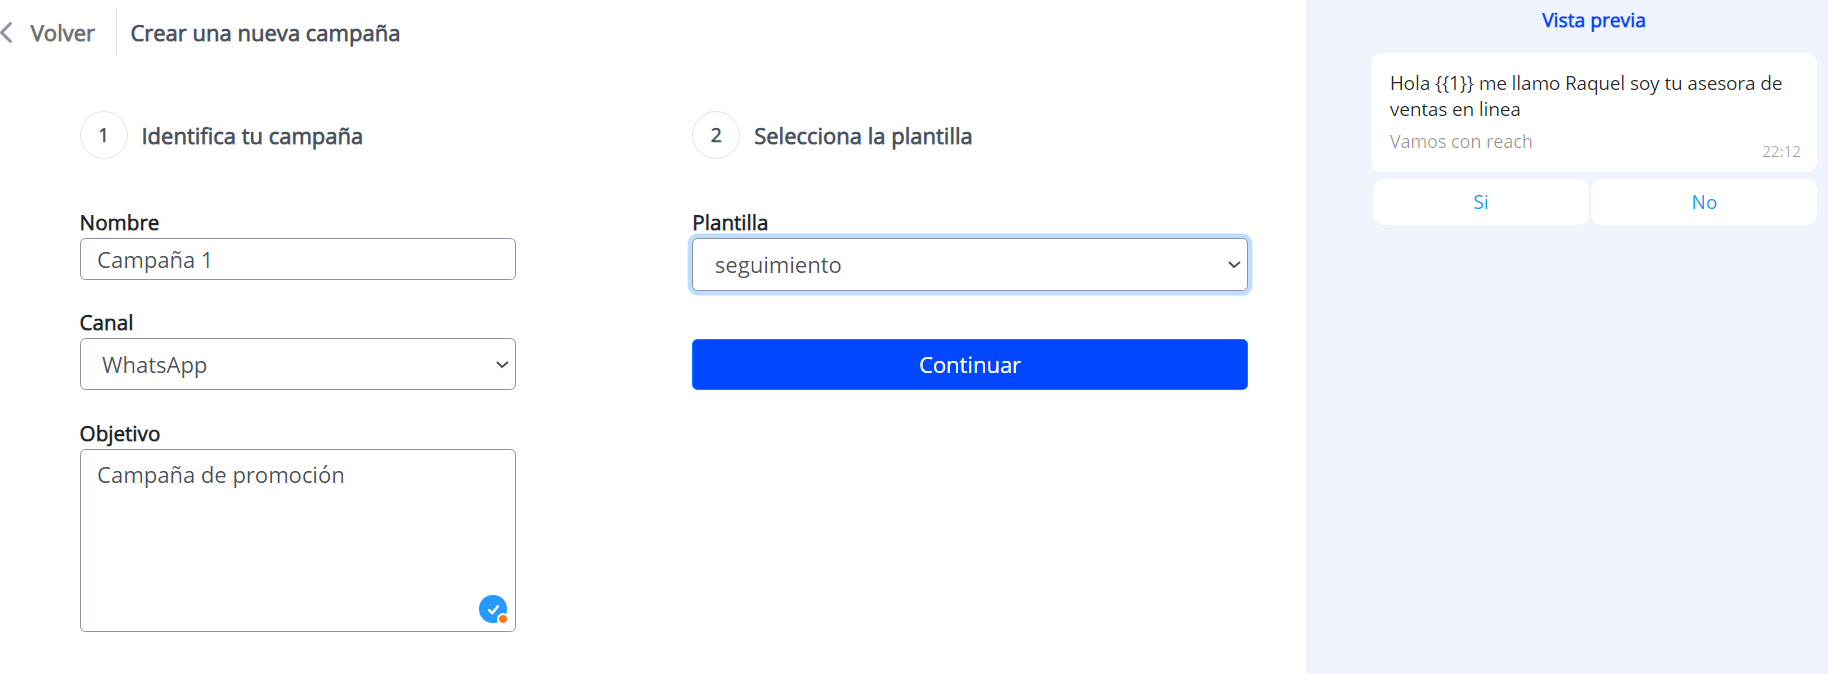 Volver
Crear una nueva campaña
1
Identifica tu campaña
Nombre
Campaña 1
Canal
WhatsApp
Objetivo
Campaña de promoción
2
Selecciona la plantilla
Plantilla
seguimiento
Continuar
Vista previa
Hola {{1}} me llamo Raquel soy tu asesora de
ventas en linea
Vamos con reach
22:12
Si
No